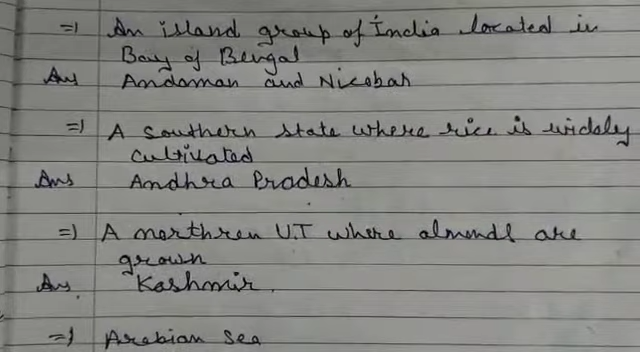 =) An island group of India located in
Bay of Bengal
Ans Andaman and Nicobar
=) A southern state where rice is widely
cultivated
Ans Andhra Pradesh
=) A northren U.T where almonds are
grown
Ans Kashmir.
=) Arabian Sea